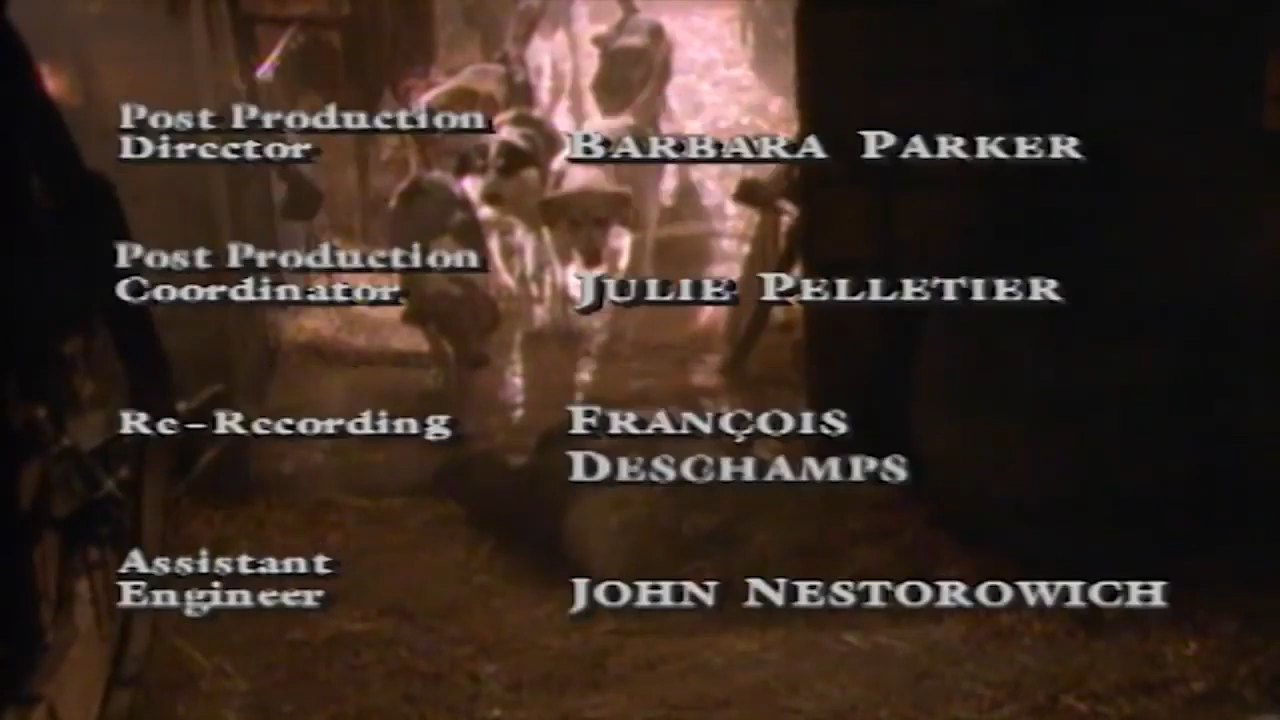 Post Production
Director
BARBARA PARKER
Post Production
Coordinator
JULIE PELLETIER
Re-Recording
FRANÇOIS
DESCHAMPS
Assistant
Engineer
JOHN NESTOROWICH